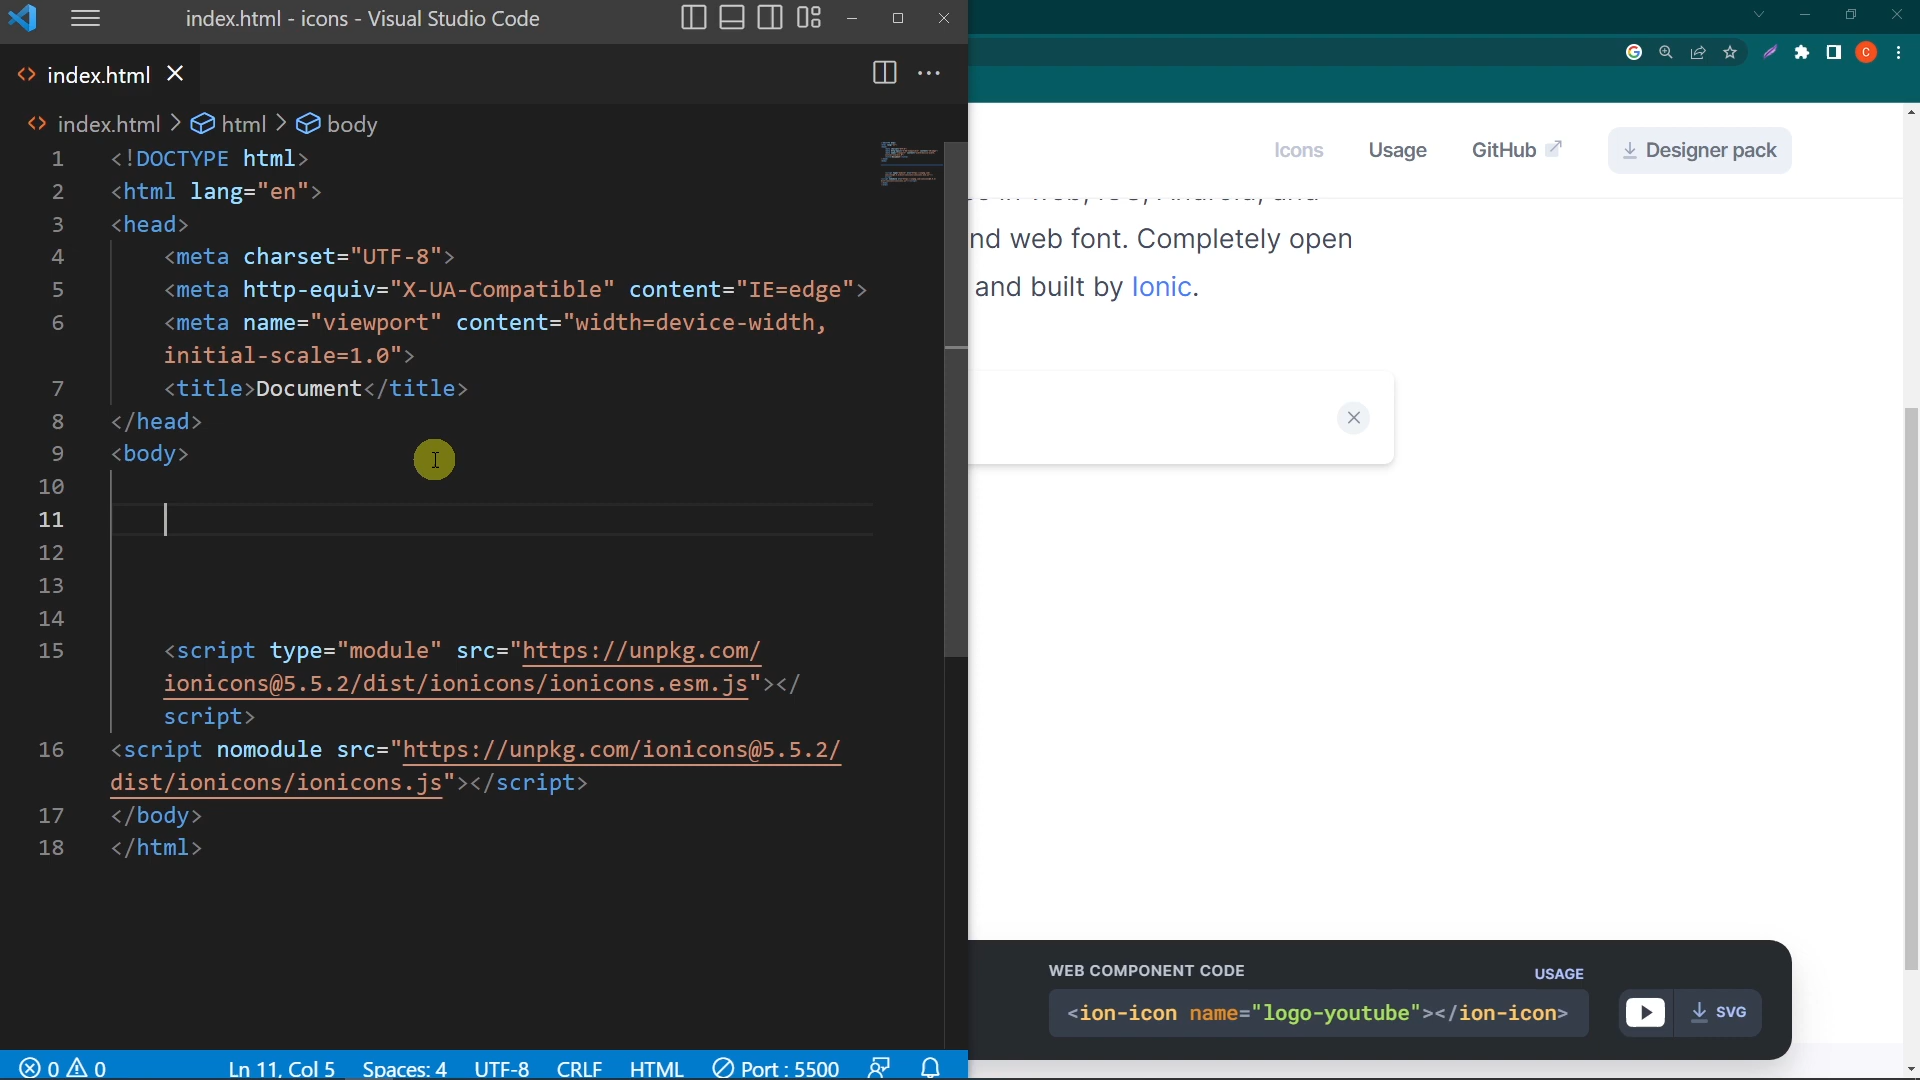 index.html - icons - Visual Studio Code
index.html
index.html > html > body
1 <!DOCTYPE html>
2 <html lang="en">
3 <head>
4 <meta charset="UTF-8">
5 <meta http-equiv="X-UA-Compatible" content="IE=edge">
6 <meta name="viewport" content="width=device-width,
initial-scale=1.0">
7 <title>Document</title>
8 </head>
9 <body>
10
11
12
13
14
15 <script type="module" src="https://unpkg.com/
ionicons@5.5.2/dist/ionicons/ionicons.esm.js"></
script>
16 <script nomodule src="https://unpkg.com/ionicons@5.5.2/
dist/ionicons/ionicons.js"></script>
17 </body>
18 </html>
0 0 Ln 11, Col 5 Spaces: 4 UTF-8 CRLF HTML Port : 5500
C
Icons Usage GitHub Designer pack
nd web font. Completely open
and built by Ionic.
WEB COMPONENT CODE USAGE
<ion-icon name="logo-youtube"></ion-icon> SVG